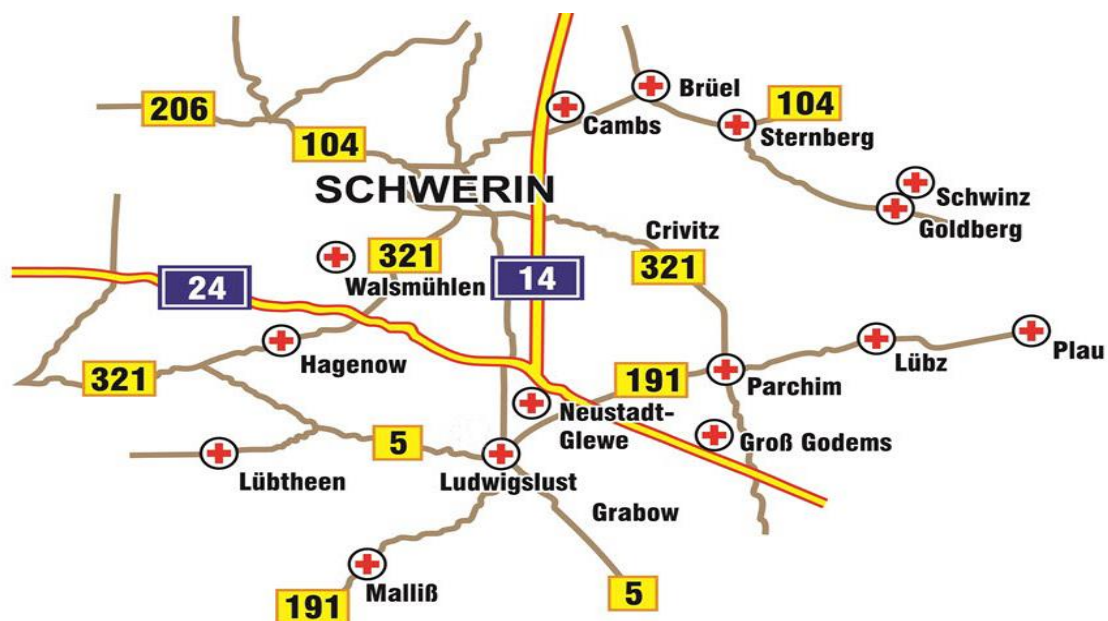 Brüel
206
104
Cambs
104
Sternberg
SCHWERIN
Schwinz
Goldberg
Crivitz
321
321
Walsmühlen
24
14
Hagenow
Lübz
Plau
321
191
Parchim
Neustadt-
Glewe
5
Groß Godems
Lübtheen
Ludwigslust
Grabow
Malliß
191
5